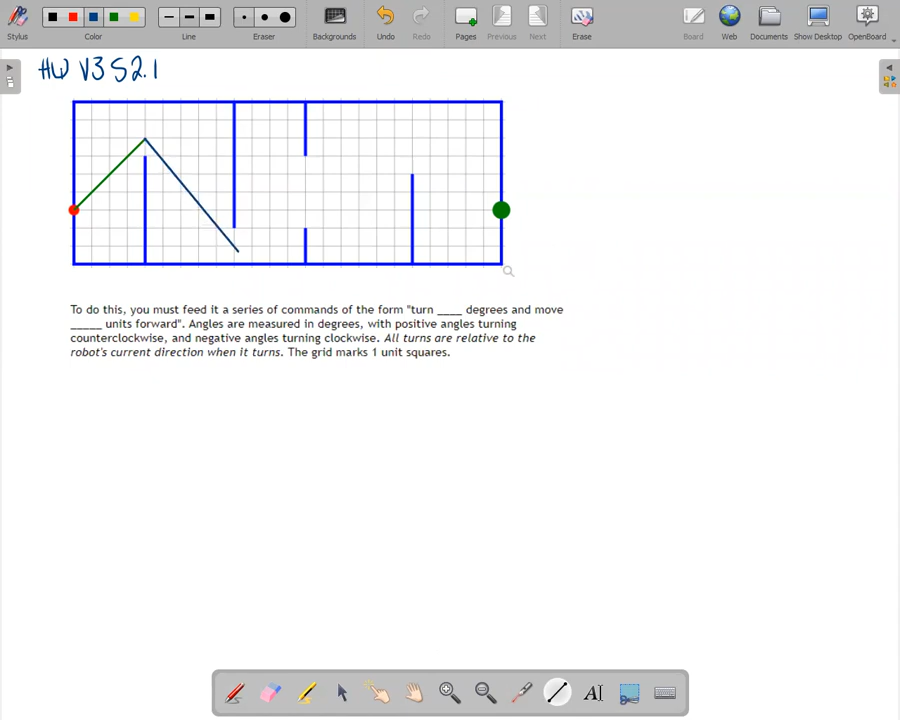 Stylus
Color
Line
Eraser
Backgrounds
Undo
Redo
Pages
Previous
Next
Erase
Board
Web
Documents
Show Desktop
OpenBoard
HW V3 S2.1
To do this, you must feed it a series of commands of the form "turn ____ degrees and move
_____ units forward". Angles are measured in degrees, with positive angles turning
counterclockwise, and negative angles turning clockwise. All turns are relative to the
robot's current direction when it turns. The grid marks 1 unit squares.